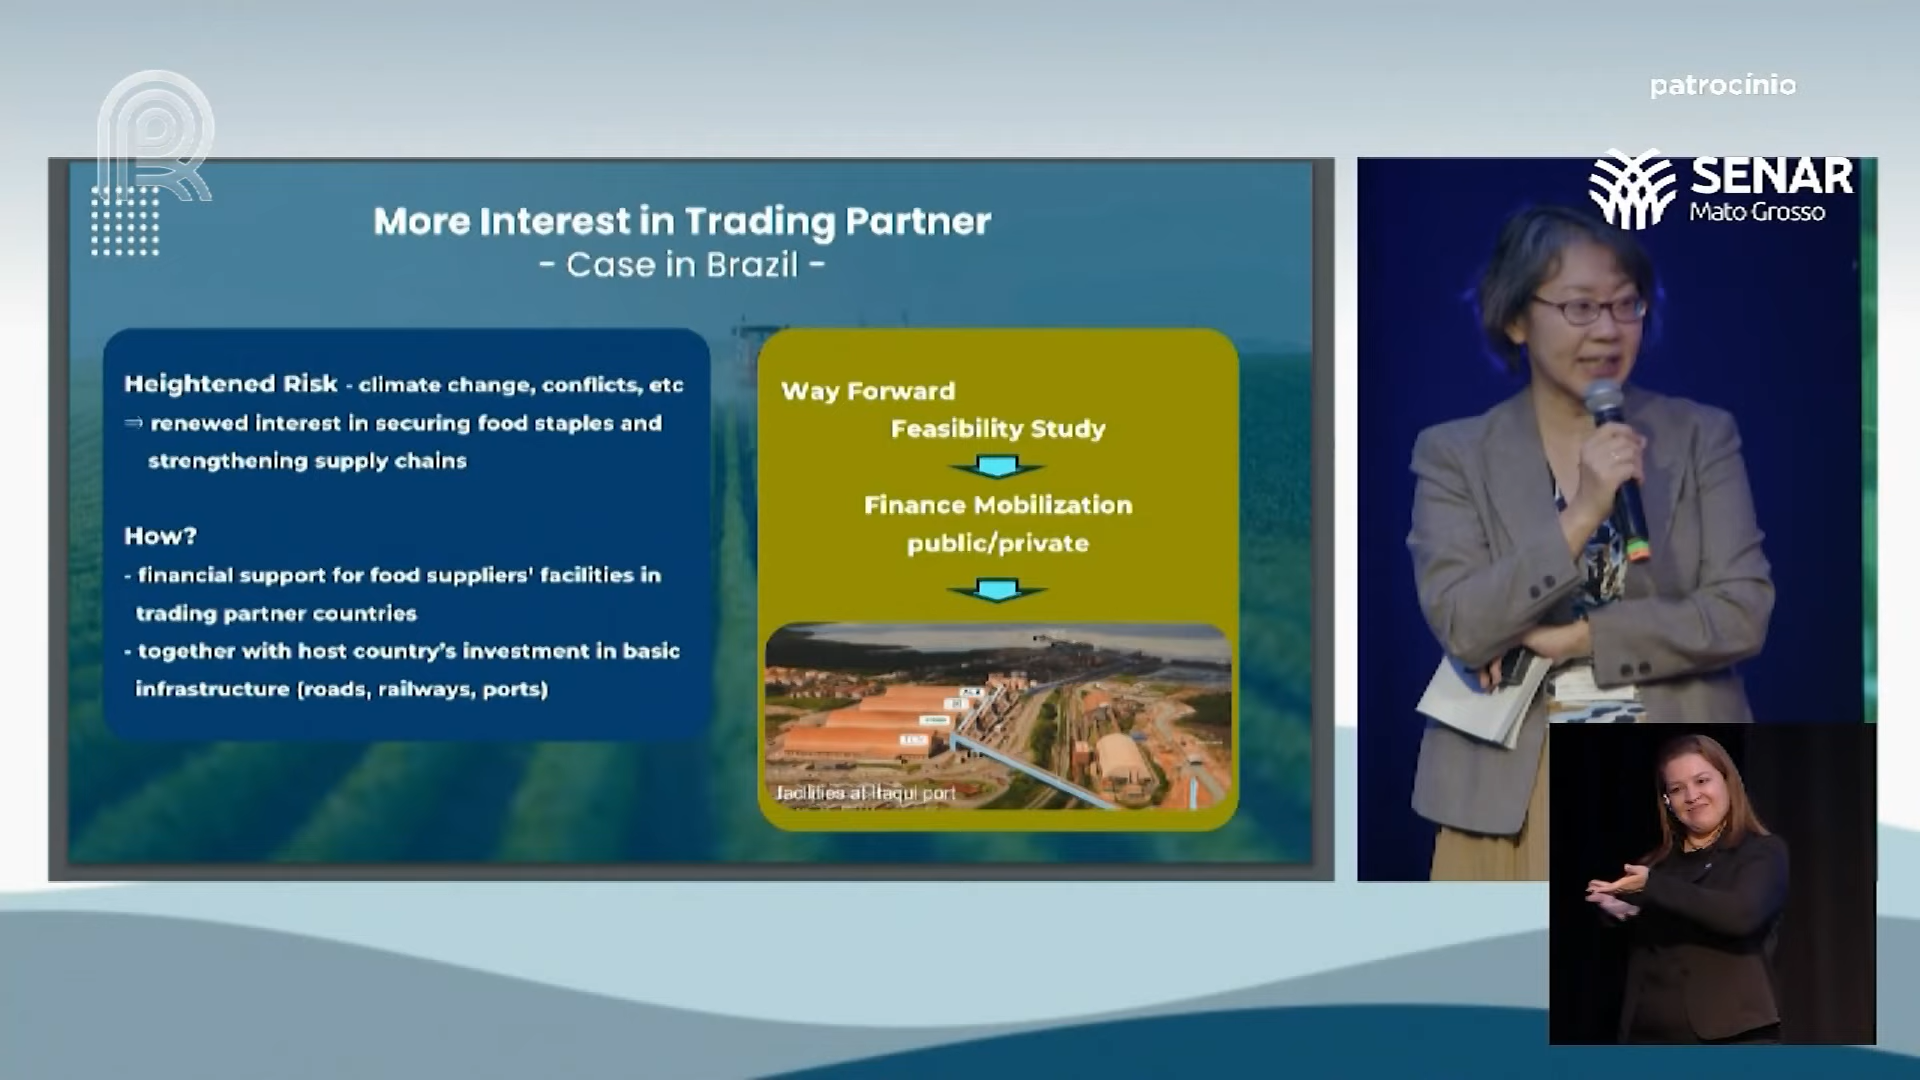 patrocínio
SENAR
Mato Grosso
More Interest in Trading Partner
- Case in Brazil -
Heightened Risk - climate change, conflicts, etc
⇒ renewed interest in securing food staples and
strengthening supply chains
How?
- financial support for food suppliers' facilities in
trading partner countries
- together with host country's investment in basic
infrastructure (roads, railways, ports)
Way Forward
Feasibility Study
Finance Mobilization
public/private
facilities at Itaqui port